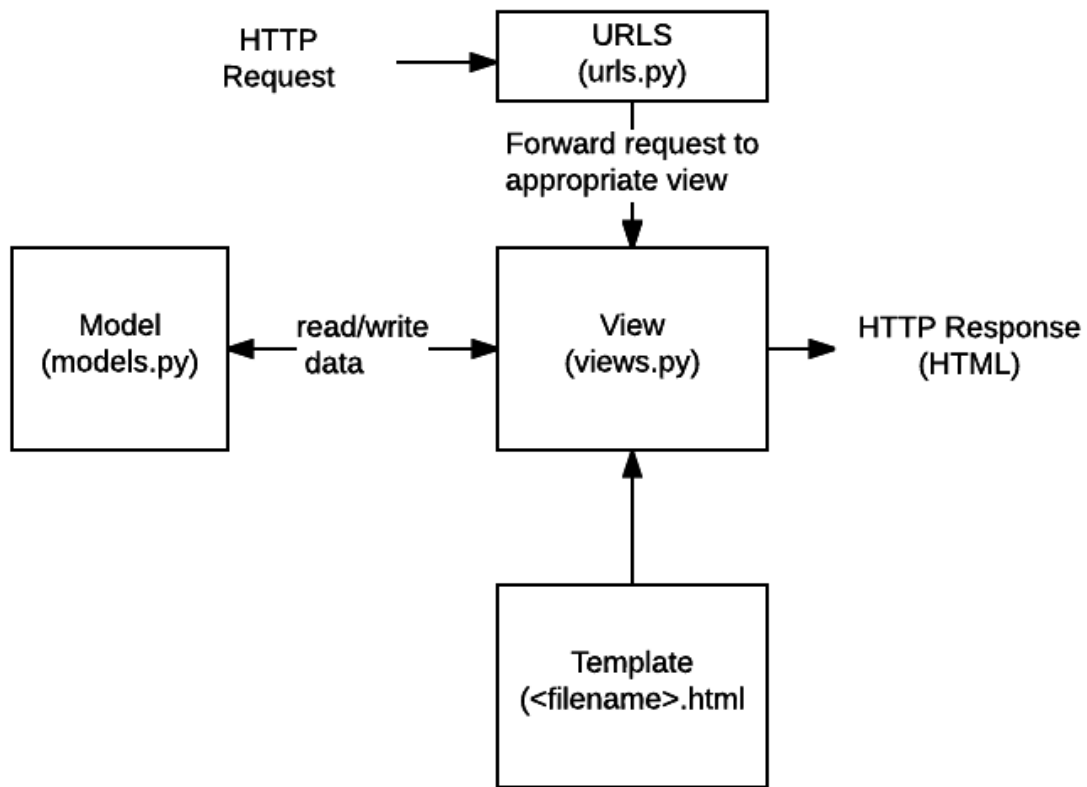 HTTP
Request
URLS
(urls.py)
Forward request to
appropriate view
Model
(models.py)
read/write
data
View
(views.py)
HTTP Response
(HTML)
Template
(<filename>.html